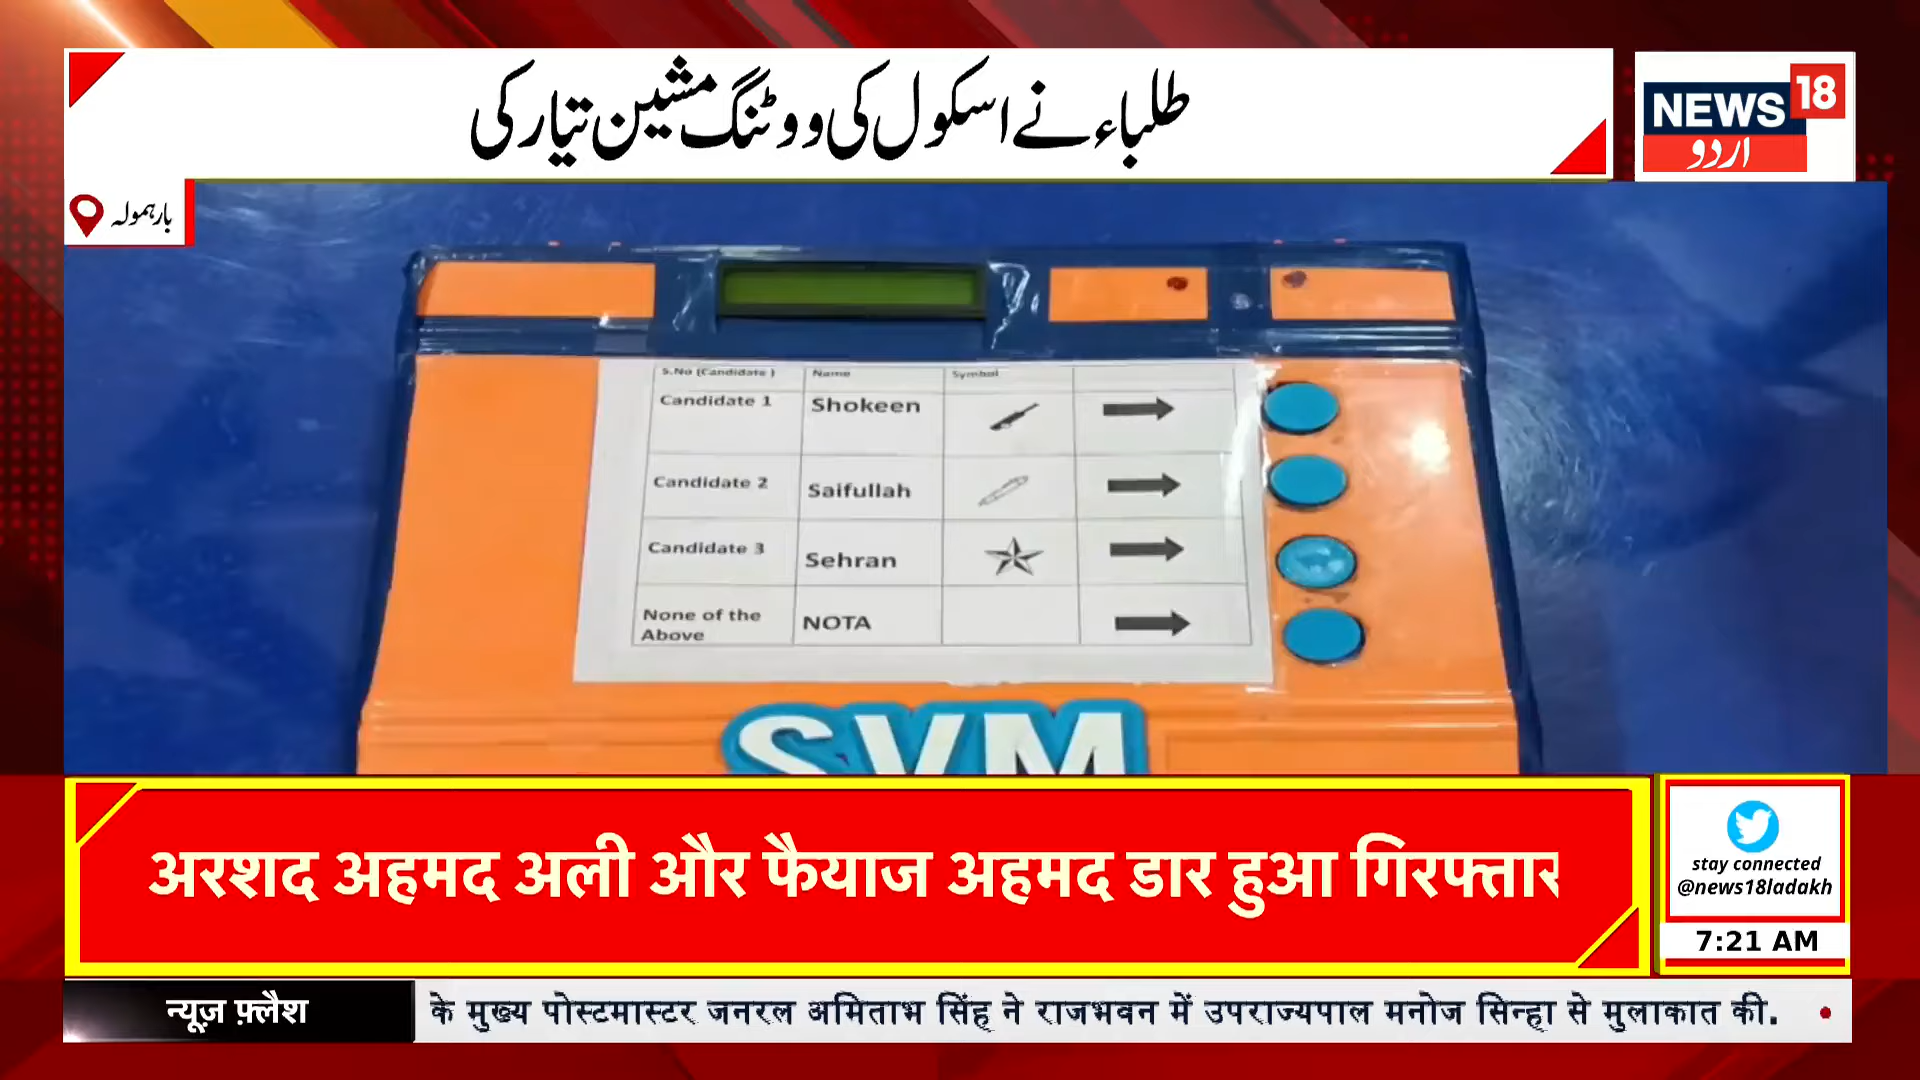 طلباء نے اسکول کی ووٹنگ مشین تیار کی
NEWS 18
اردو
بارہمولہ
S.No (Candidate ) Name Symbol
Candidate 1 Shokeen
Candidate 2 Saifullah
Candidate 3 Sehran
None of the Above NOTA
SVM
अरशद अहमद अली और फैयाज अहमद डार हुआ गिरफ्तार
stay connected
@news18ladakh
7:21 AM
न्यूज़ फ़्लैश
के मुख्य पोस्टमास्टर जनरल अमिताभ सिंह ने राजभवन में उपराज्यपाल मनोज सिन्हा से मुलाकात की.